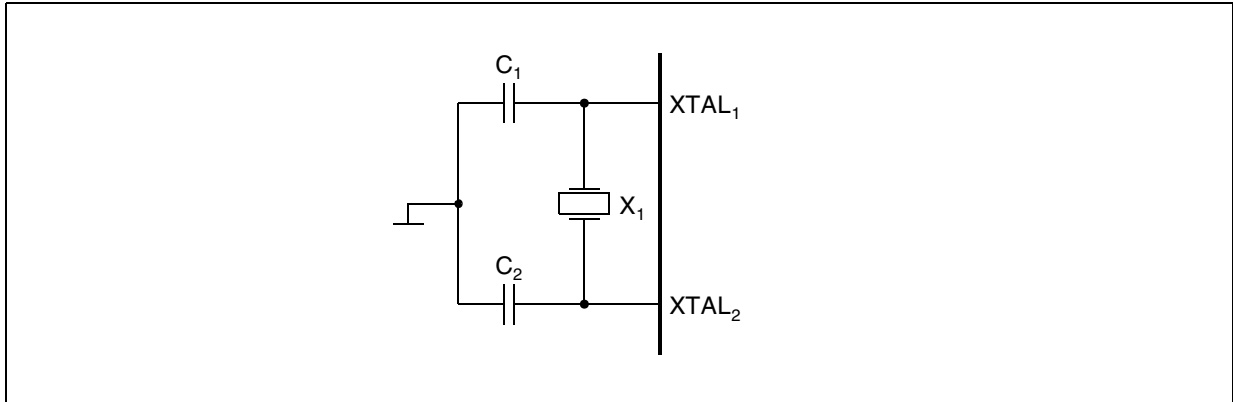 C₁
XTAL₁
X₁
C₂
XTAL₂